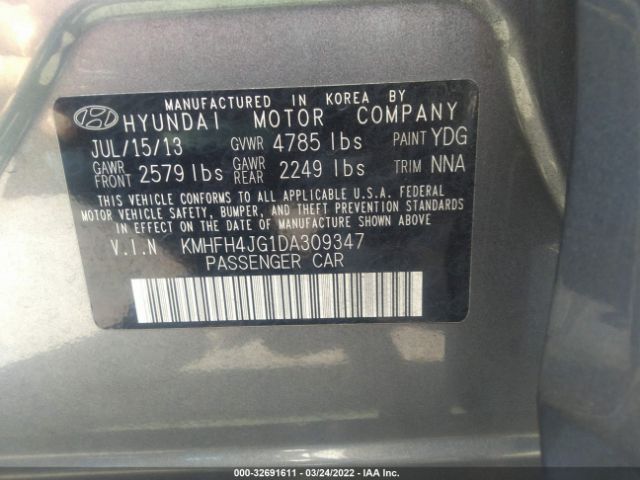 MANUFACTURED IN KOREA BY
HYUNDAI MOTOR COMPANY
JUL/15/13 GVWR 4785 lbs PAINT YDG
GAWR FRONT 2579 lbs GAWR REAR 2249 lbs TRIM NNA
THIS VEHICLE CONFORMS TO ALL APPLICABLE U.S.A. FEDERAL
MOTOR VEHICLE SAFETY, BUMPER, AND THEFT PREVENTION STANDARDS
IN EFFECT ON THE DATE OF MANUFACTURE SHOWN ABOVE.
V.I.N KMHFH4JG1DA309347
PASSENGER CAR
000-32691611 - 03/24/2022 - IAA Inc.